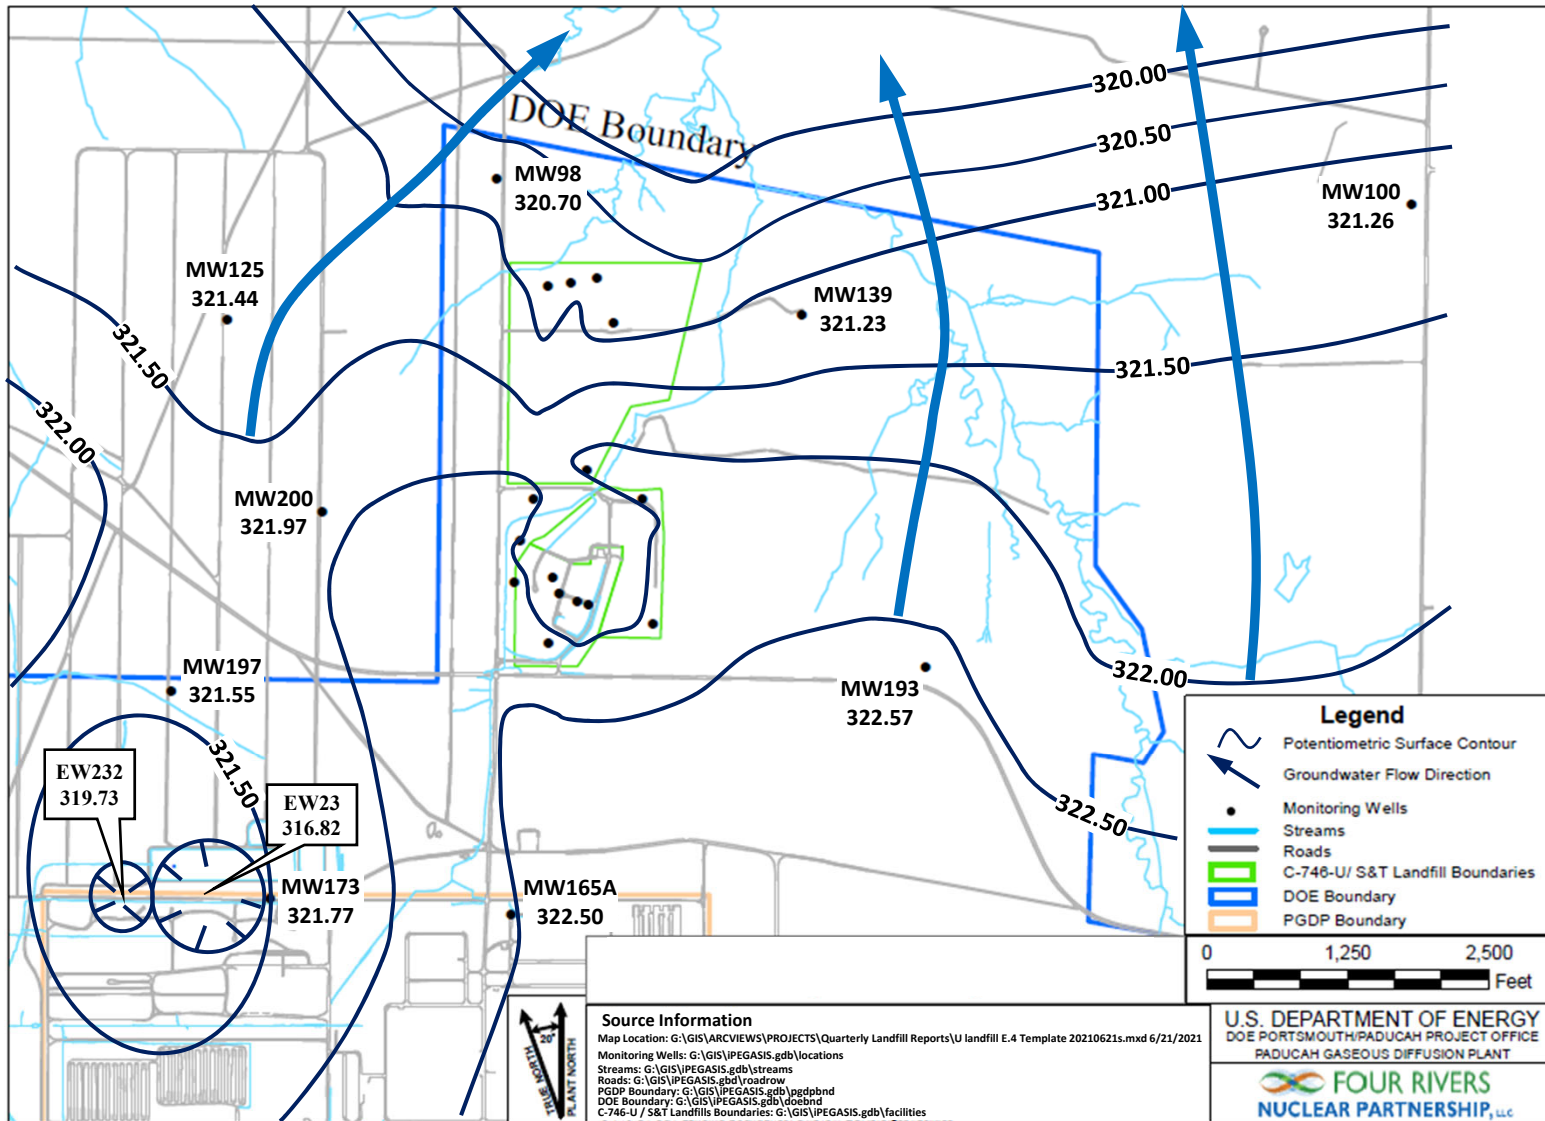 DOE Boundary
320.00
320.50
321.00
MW98
320.70
MW100
321.26
MW125
321.44
MW139
321.23
321.50
321.50
322.00
MW200
321.97
MW197
321.55
MW193
322.57
322.00
321.50
322.50
EW232
319.73
EW23
316.82
MW173
321.77
MW165A
322.50
Legend
Potentiometric Surface Contour
Groundwater Flow Direction
Monitoring Wells
Streams
Roads
C-746-U/ S&T Landfill Boundaries
DOE Boundary
PGDP Boundary
0 1,250 2,500
Feet
20°
TRUE NORTH
PLANT NORTH
Source Information
Map Location: G:\GIS\ARCVIEWS\PROJECTS\Quarterly Landfill Reports\U landfill E.4 Template 20210621s.mxd 6/21/2021
Monitoring Wells: G:\GIS\iPEGASIS.gdb\locations
Streams: G:\GIS\iPEGASIS.gdb\streams
Roads: G:\GIS\iPEGASIS.gbd\roadrow
PGDP Boundary: G:\GIS\iPEGASIS.gdb\pgdpbnd
DOE Boundary: G:\GIS\iPEGASIS.gdb\doebnd
C-746-U / S&T Landfills Boundaries: G:\GIS\iPEGASIS.gdb\facilities
U.S. DEPARTMENT OF ENERGY
DOE PORTSMOUTH/PADUCAH PROJECT OFFICE
PADUCAH GASEOUS DIFFUSION PLANT
FOUR RIVERS
NUCLEAR PARTNERSHIP, LLC